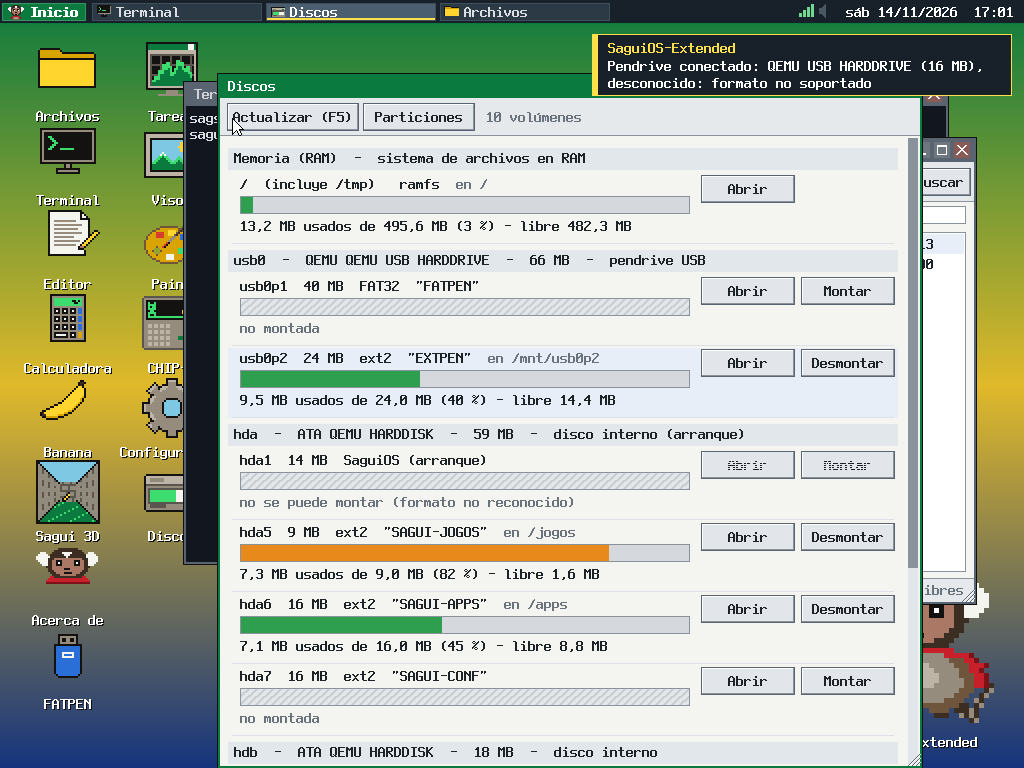 Inicio
Terminal
Discos
Archivos
sáb 14/11/2026 17:01
SaguiOS-Extended
Pendrive conectado: QEMU USB HARDDRIVE (16 MB),
desconocido: formato no soportado
Archivos
Terminal
Editor
Calculadora
Banana
Sagui 3D
Acerca de
FATPEN
Discos
Actualizar (F5)
Particiones
10 volúmenes
Memoria (RAM) - sistema de archivos en RAM
/ (incluye /tmp) ramfs en /
Abrir
13,2 MB usados de 495,6 MB (3 %) - libre 482,3 MB
usb0 - QEMU QEMU USB HARDDRIVE - 66 MB - pendrive USB
usb0p1 40 MB FAT32 "FATPEN"
Abrir
Montar
no montada
usb0p2 24 MB ext2 "EXTPEN" en /mnt/usb0p2
Abrir
Desmontar
9,5 MB usados de 24,0 MB (40 %) - libre 14,4 MB
hda - ATA QEMU HARDDISK - 59 MB - disco interno (arranque)
hda1 14 MB SaguiOS (arranque)
Abrir
Montar
no se puede montar (formato no reconocido)
hda5 9 MB ext2 "SAGUI-JOGOS" en /jogos
Abrir
Desmontar
7,3 MB usados de 9,0 MB (82 %) - libre 1,6 MB
hda6 16 MB ext2 "SAGUI-APPS" en /apps
Abrir
Desmontar
7,1 MB usados de 16,0 MB (45 %) - libre 8,8 MB
hda7 16 MB ext2 "SAGUI-CONF"
Abrir
Montar
no montada
hdb - ATA QEMU HARDDISK - 18 MB - disco interno